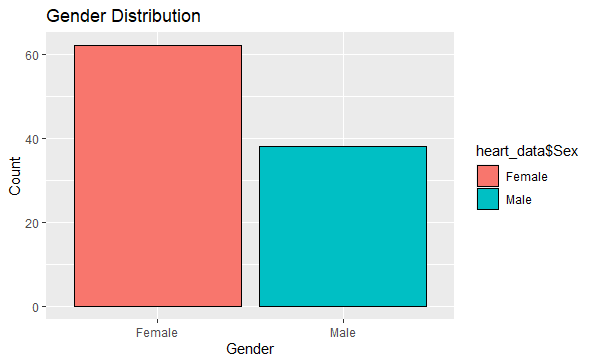 Gender Distribution
Count
60
40
20
0
Female
Male
Gender
heart_data$Sex
Female
Male